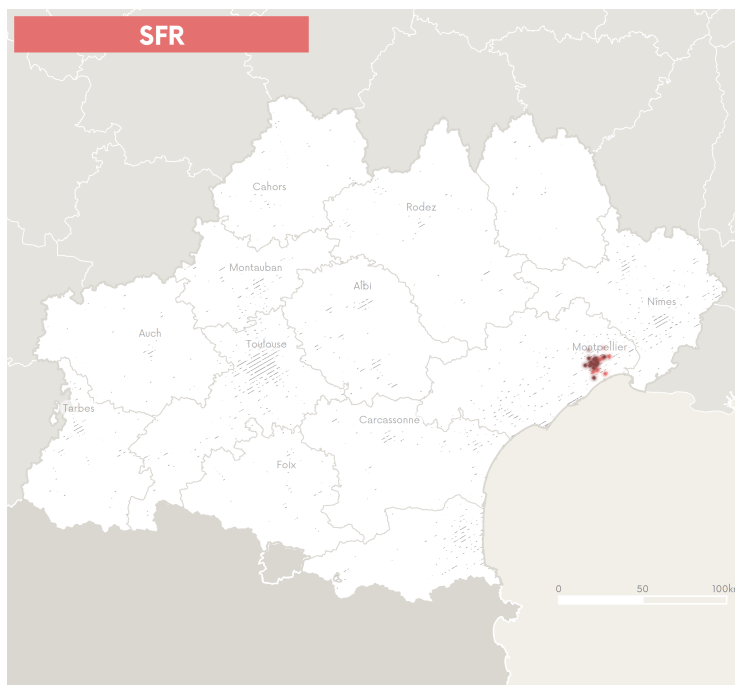 SFR
Cahors
Rodez
Montauban
Albi
Nimes
Auch
Toulouse
Montpellier
Tarbes
Carcassonne
Foix
0 50 100km